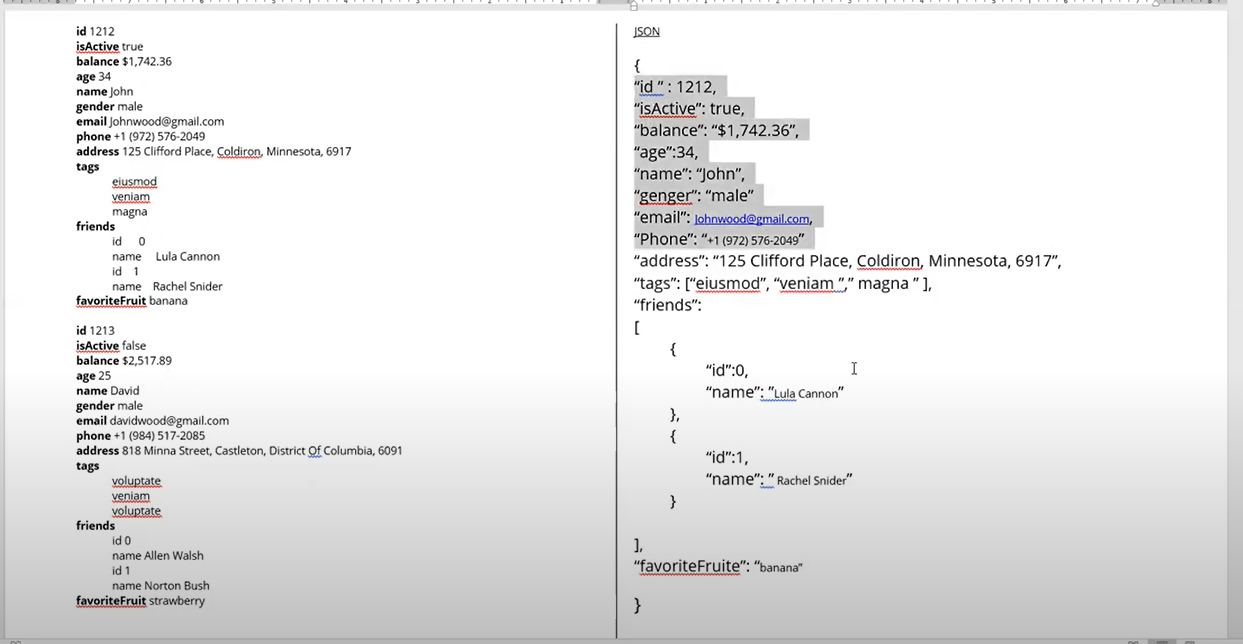 id 1212
isActive true
balance $1,742.36
age 34
name John
gender male
email Johnwood@gmail.com
phone +1 (972) 576-2049
address 125 Clifford Place, Coldiron, Minnesota, 6917
tags
eiusmod
veniam
magna
friends
id 0
name Lula Cannon
id 1
name Rachel Snider
favoriteFruit banana
id 1213
isActive false
balance $2,517.89
age 25
name David
gender male
email davidwood@gmail.com
phone +1 (984) 517-2085
address 818 Minna Street, Castleton, District Of Columbia, 6091
tags
voluptate
veniam
voluptate
friends
id 0
name Allen Walsh
id 1
name Norton Bush
favoriteFruit strawberry
JSON
{
“id ” : 1212,
“isActive”: true,
“balance”: “$1,742.36”,
“age”:34,
“name”: “John”,
“genger”: “male”
“email”: Johnwood@gmail.com,
“Phone”: “+1 (972) 576-2049”
“address”: “125 Clifford Place, Coldiron, Minnesota, 6917”,
“tags”: [“eiusmod”, “veniam ”,” magna ” ],
“friends”:
[
{
“id”:0,
“name”: ”Lula Cannon”
},
{
“id”:1,
“name”: ” Rachel Snider”
}
],
“favoriteFruite”: “banana”
}